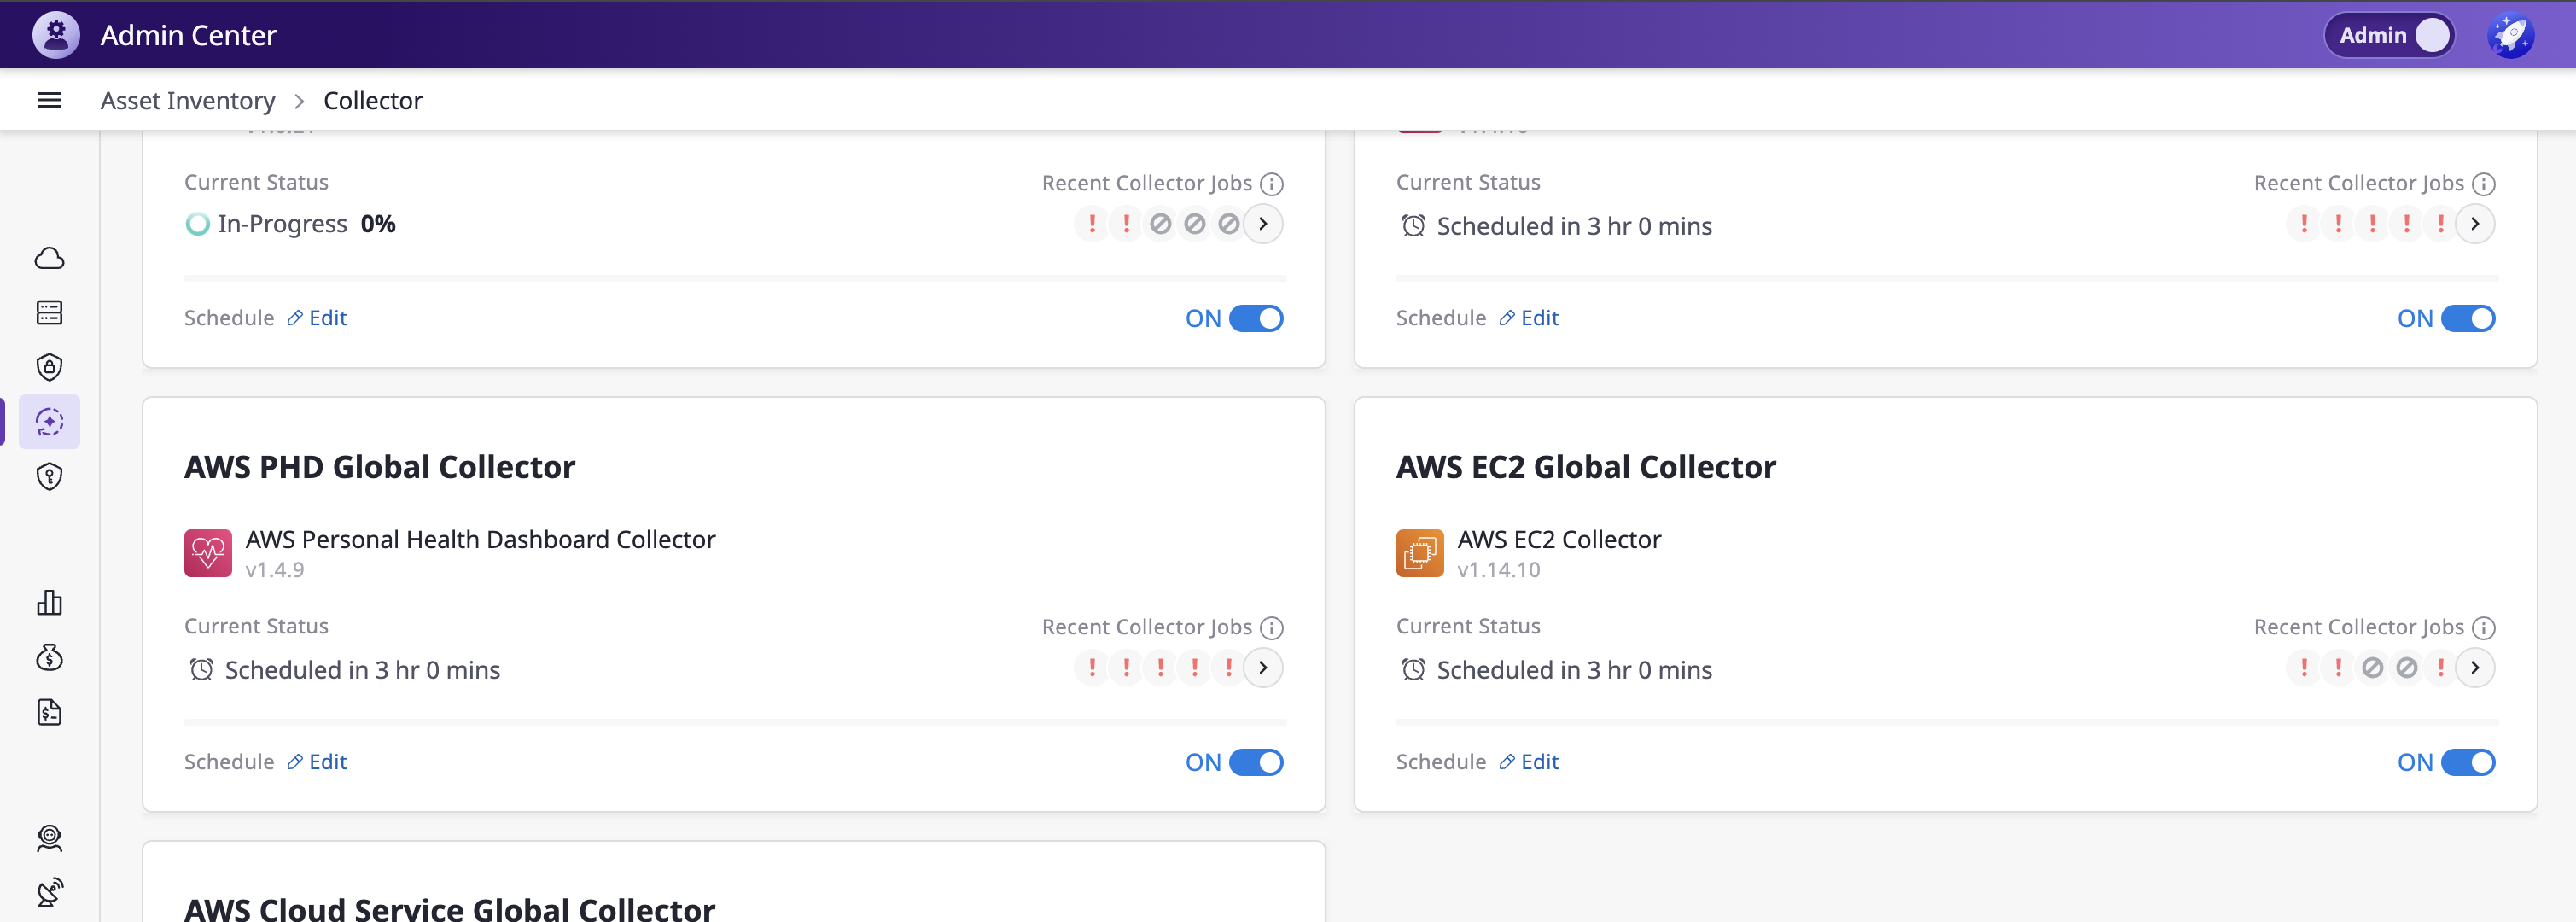 Admin Center
Admin
Asset Inventory > Collector
Current Status
Recent Collector Jobs
In-Progress 0%
Schedule Edit
ON
Current Status
Recent Collector Jobs
Scheduled in 3 hr 0 mins
Schedule Edit
ON
AWS PHD Global Collector
AWS Personal Health Dashboard Collector
v1.4.9
Current Status
Recent Collector Jobs
Scheduled in 3 hr 0 mins
Schedule Edit
ON
AWS EC2 Global Collector
AWS EC2 Collector
v1.14.10
Current Status
Recent Collector Jobs
Scheduled in 3 hr 0 mins
Schedule Edit
ON
AWS Cloud Service Global Collector